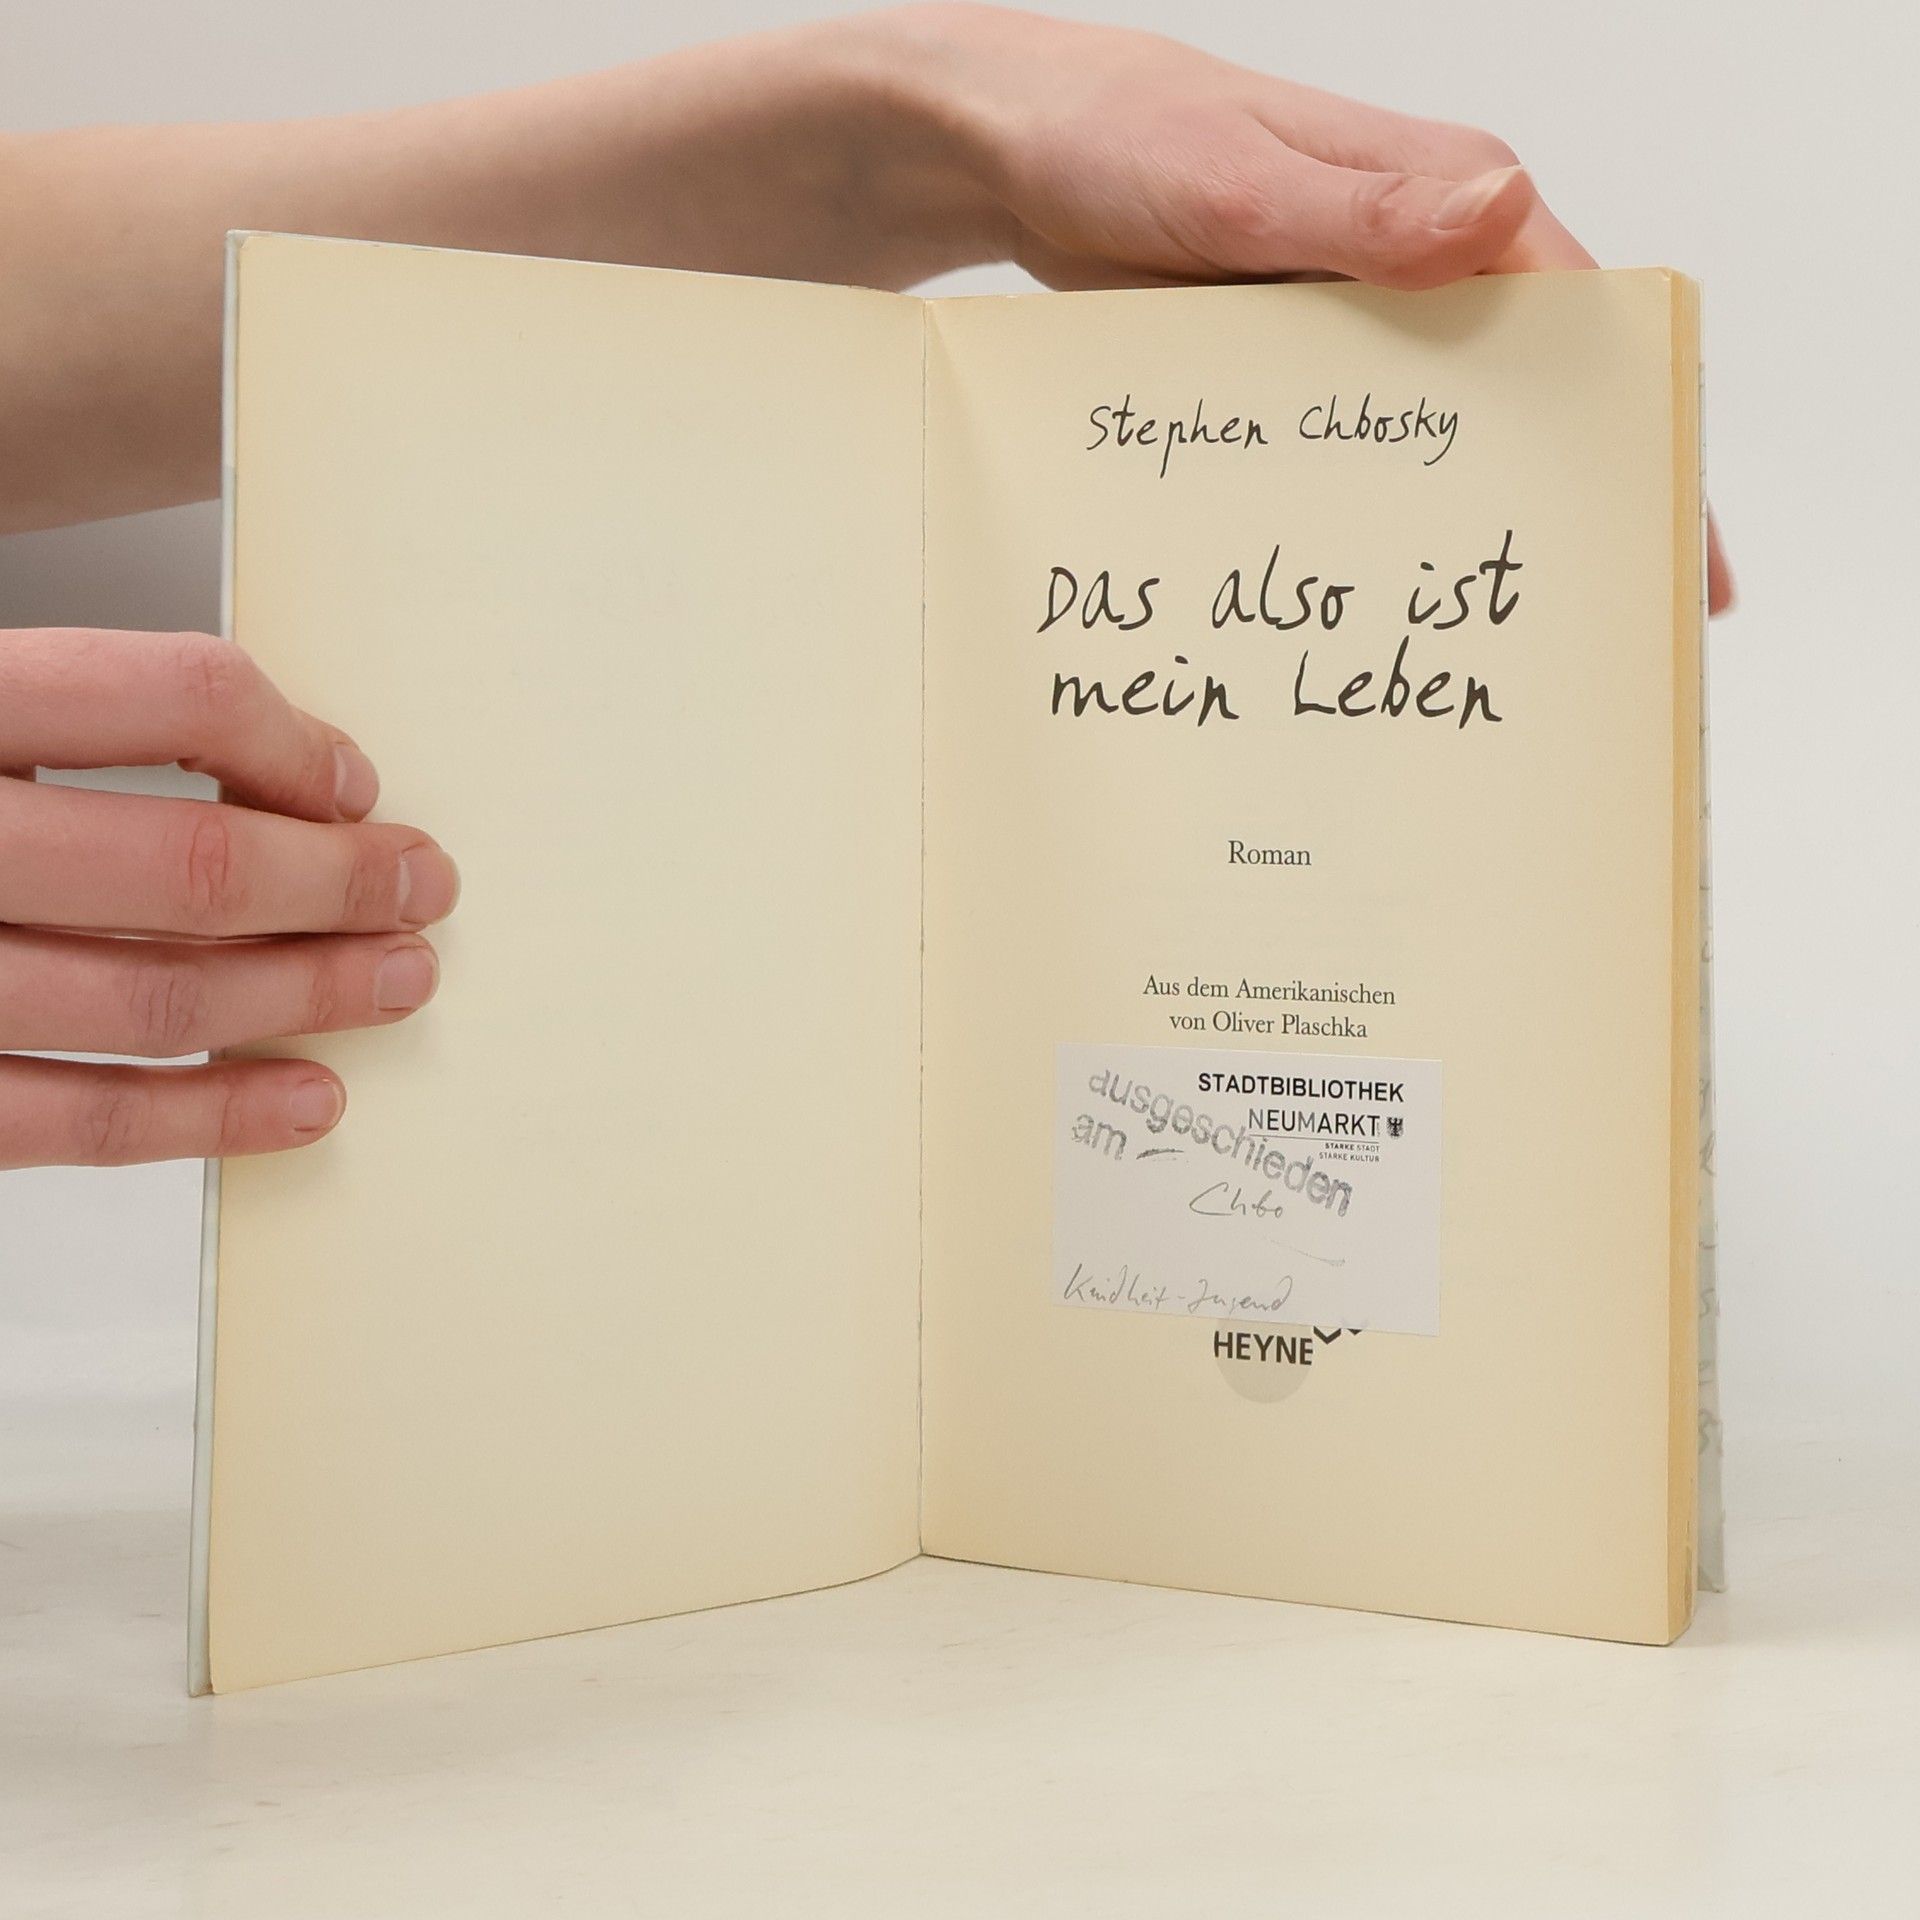 Stephen Chbosky
Das also ist
mein Leben
Roman
Aus dem Amerikanischen
von Oliver Plaschka
STADTBIBLIOTHEK
NEUMARKT
STARKE STADT
STARKE KULTUR
ausgeschieden
am
Chbo
Kindheit-Jugend
HEYNE